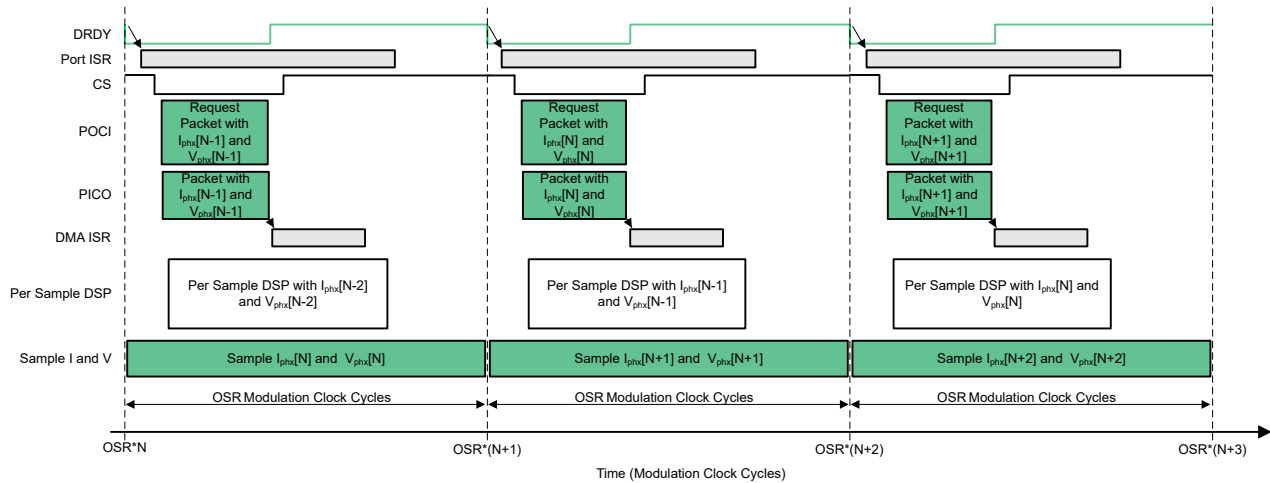 DRDY
Port ISR
CS
POCI
Request
Packet with
Iphx[N-1] and
Vphx[N-1]
Request
Packet with
Iphx[N] and
Vphx[N]
Request
Packet with
Iphx[N+1] and
Vphx[N+1]
PICO
Packet with
Iphx[N-1] and
Vphx[N-1]
Packet with
Iphx[N] and
Vphx[N]
Packet with
Iphx[N+1] and
Vphx[N+1]
DMA ISR
Per Sample DSP
Per Sample DSP with Iphx[N-2]
and Vphx[N-2]
Per Sample DSP with Iphx[N-1]
and Vphx[N-1]
Per Sample DSP with Iphx[N] and
Vphx[N]
Sample I and V
Sample Iphx[N] and Vphx[N]
Sample Iphx[N+1] and Vphx[N+1]
Sample Iphx[N+2] and Vphx[N+2]
OSR Modulation Clock Cycles
OSR Modulation Clock Cycles
OSR Modulation Clock Cycles
OSR*N
OSR*(N+1)
OSR*(N+2)
OSR*(N+3)
Time (Modulation Clock Cycles)